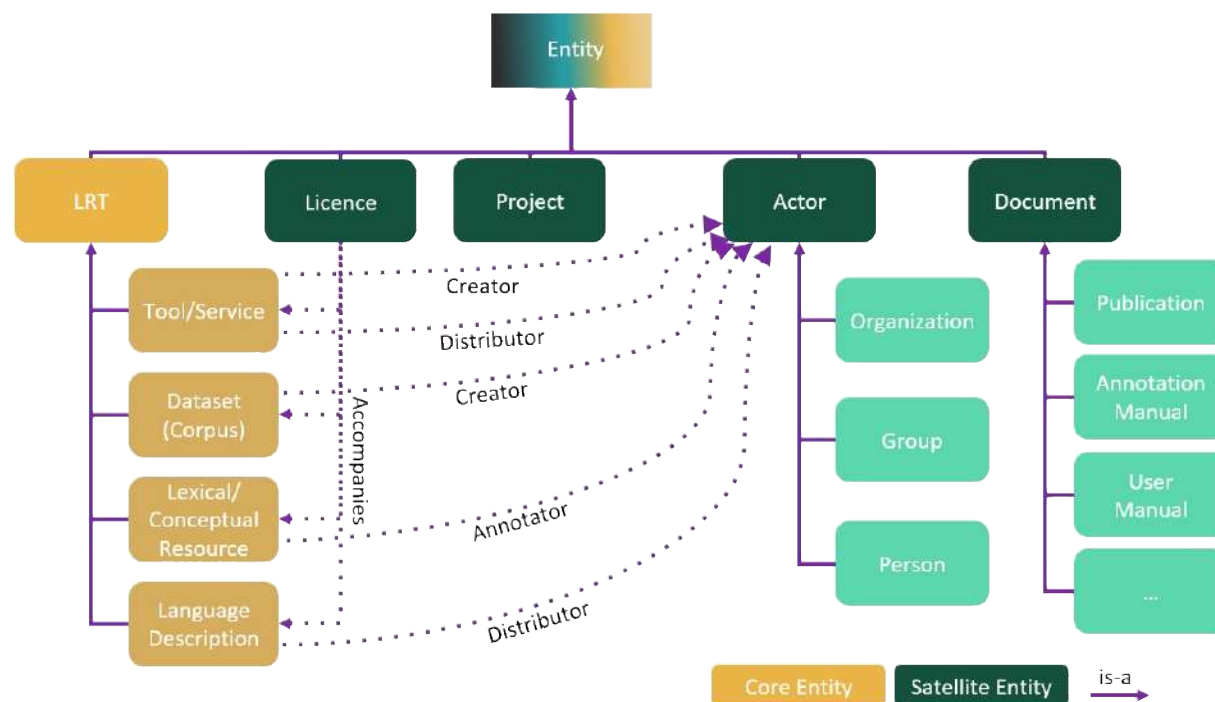 Entity
LRT
Licence
Project
Actor
Document
Tool/Service
Creator
Distributor
Organization
Publication
Dataset
(Corpus)
Creator
Accompanies
Group
Annotation
Manual
Lexical/
Conceptual
Resource
Annotator
User
Manual
Language
Description
Distributor
Person
...
Core Entity
Satellite Entity
is-a